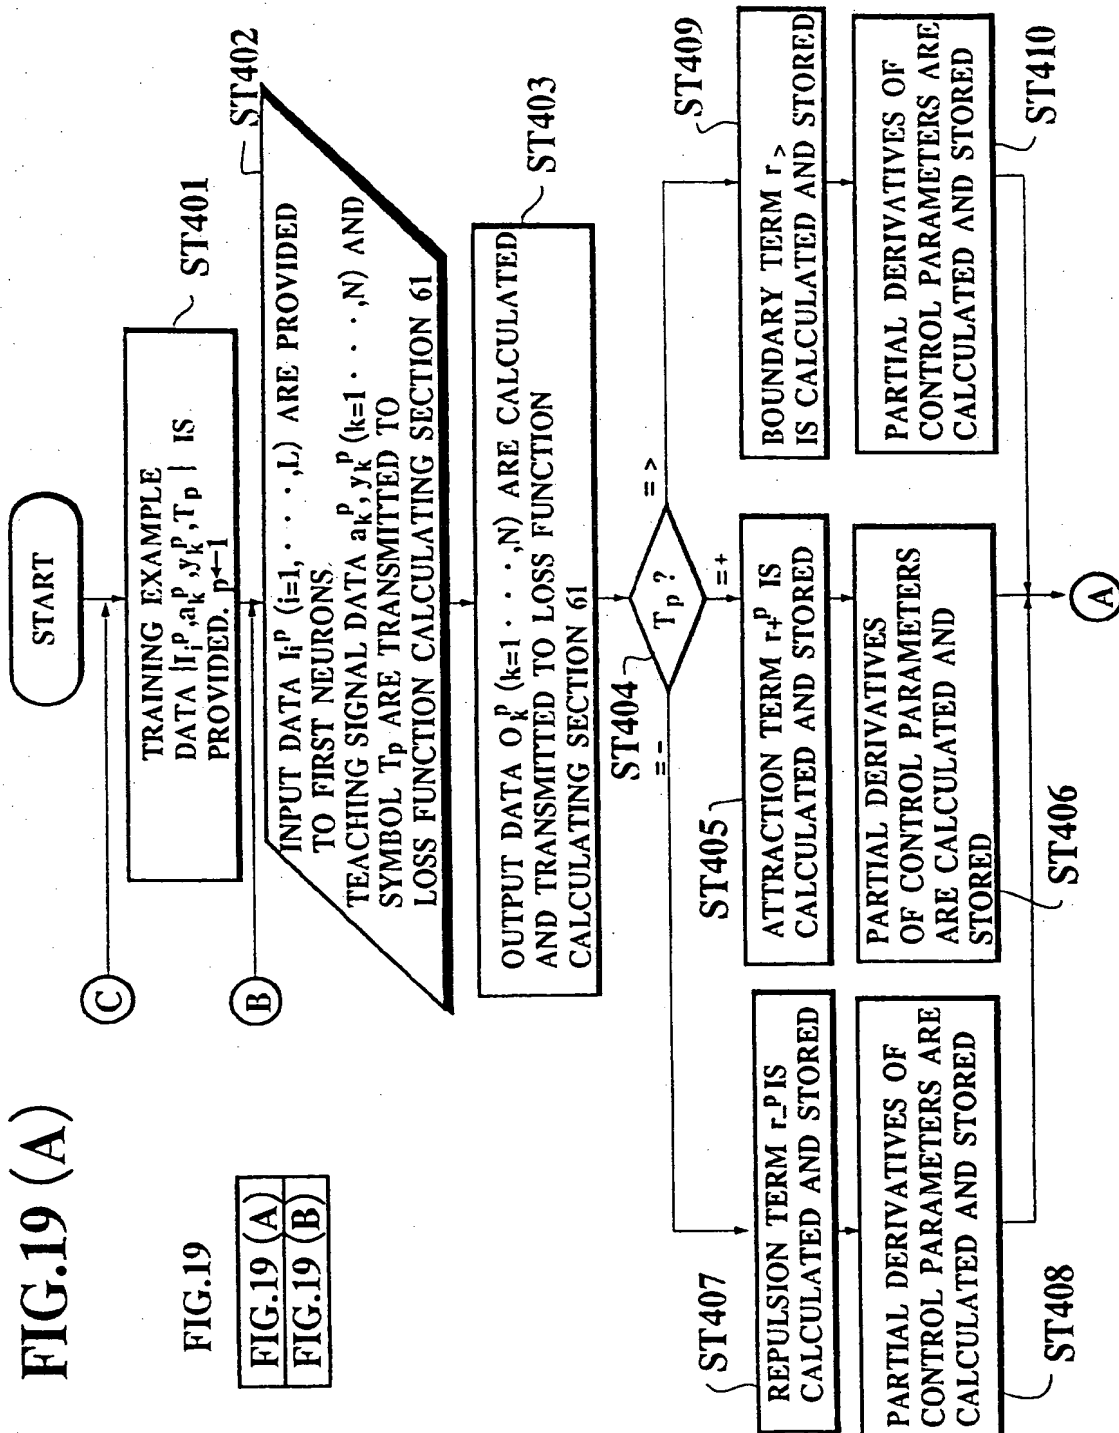 FIG.19 (A)
FIG.19
FIG.19 (A)
FIG.19 (B)
START
C
TRAINING EXAMPLE
DATA {I_i^p, a_k^p, y_k^p, T_p} IS
PROVIDED. p←1
ST401
B
INPUT DATA I_i^p (i=1, · · · ,L) ARE PROVIDED
TO FIRST NEURONS.
TEACHING SIGNAL DATA a_k^p, y_k^p (k=1 · · · ,N) AND
SYMBOL T_p ARE TRANSMITTED TO
LOSS FUNCTION CALCULATING SECTION 61
ST402
OUTPUT DATA O_k^p (k=1 · · · ,N) ARE CALCULATED
AND TRANSMITTED TO LOSS FUNCTION
CALCULATING SECTION 61
ST403
ST404
T_p ?
= -
= +
= >
ST407
REPULSION TERM r_-^p IS
CALCULATED AND STORED
ST405
ATTRACTION TERM r_+^p IS
CALCULATED AND STORED
ST409
BOUNDARY TERM r_>
IS CALCULATED AND STORED
PARTIAL DERIVATIVES OF
CONTROL PARAMETERS ARE
CALCULATED AND STORED
ST408
PARTIAL DERIVATIVES
OF CONTROL PARAMETERS
ARE CALCULATED AND
STORED
ST406
PARTIAL DERIVATIVES OF
CONTROL PARAMETERS ARE
CALCULATED AND STORED
ST410
A